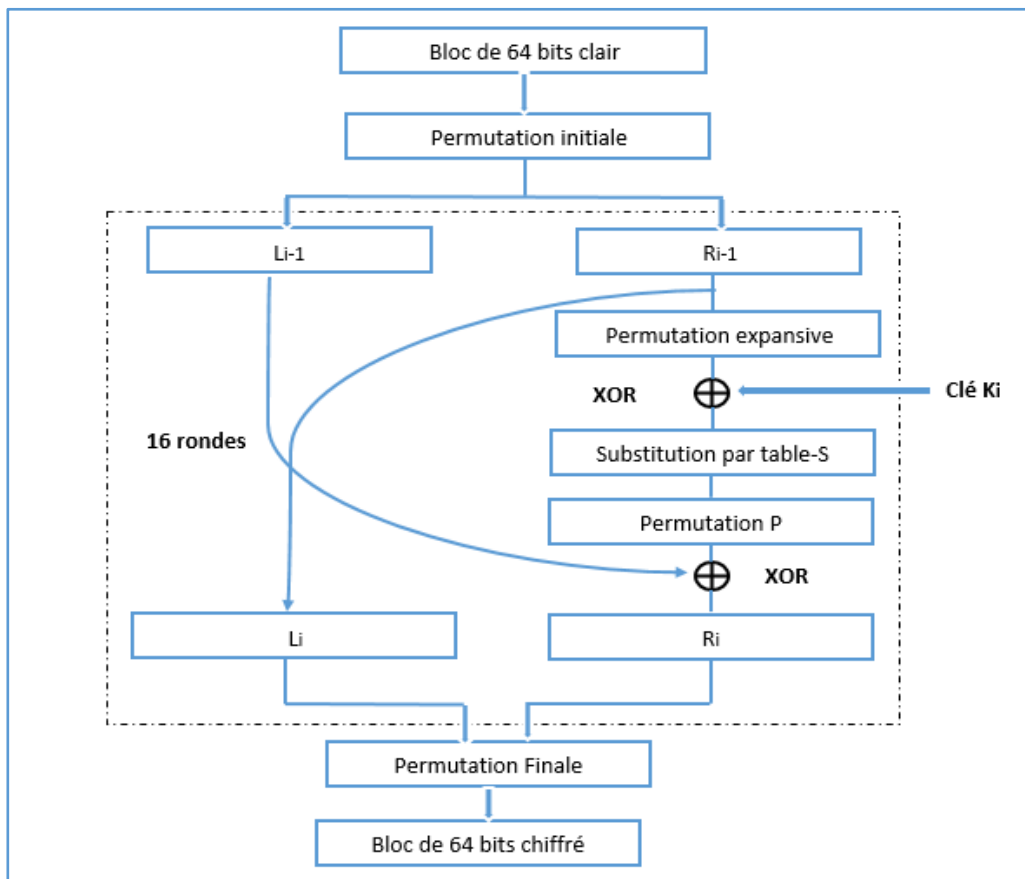 Bloc de 64 bits clair
Permutation initiale
Li-1
Ri-1
Permutation expansive
XOR
Clé Ki
16 rondes
Substitution par table-S
Permutation P
XOR
Li
Ri
Permutation Finale
Bloc de 64 bits chiffré